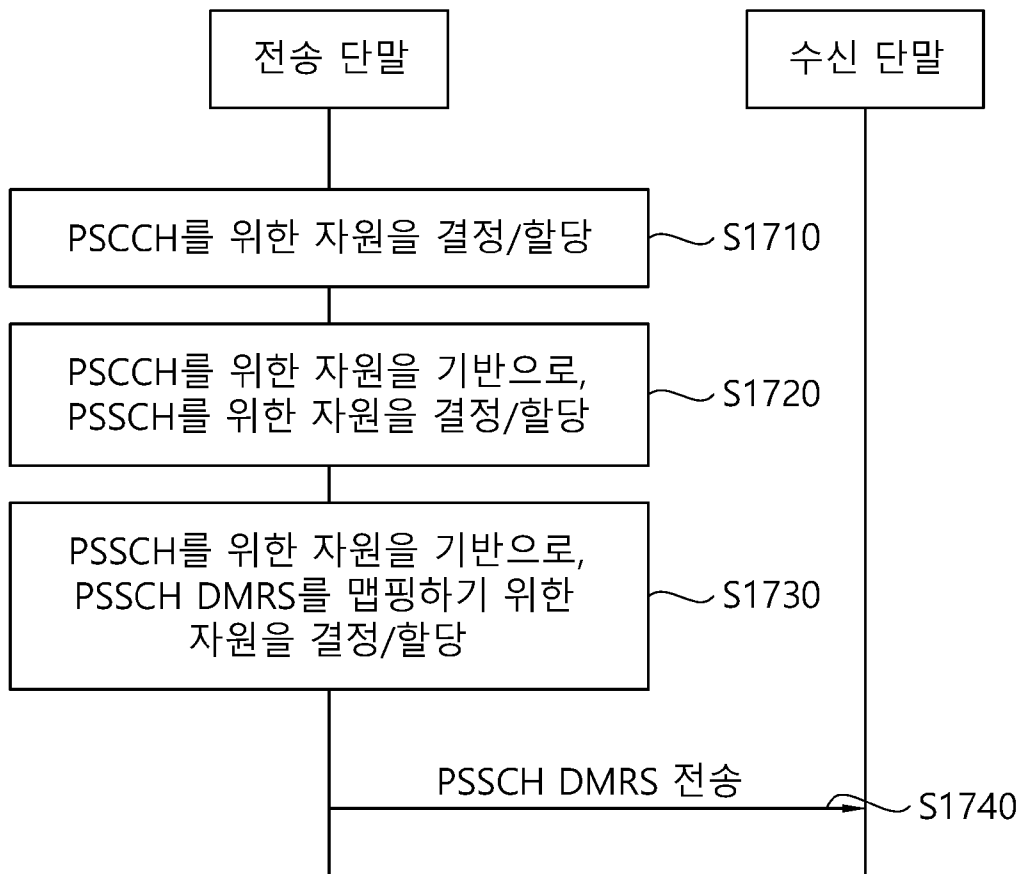 전송 단말
수신 단말
PSCCH를 위한 자원을 결정/할당
S1710
PSCCH를 위한 자원을 기반으로,
PSSCH를 위한 자원을 결정/할당
S1720
PSSCH를 위한 자원을 기반으로,
PSSCH DMRS를 맵핑하기 위한
자원을 결정/할당
S1730
PSSCH DMRS 전송
S1740